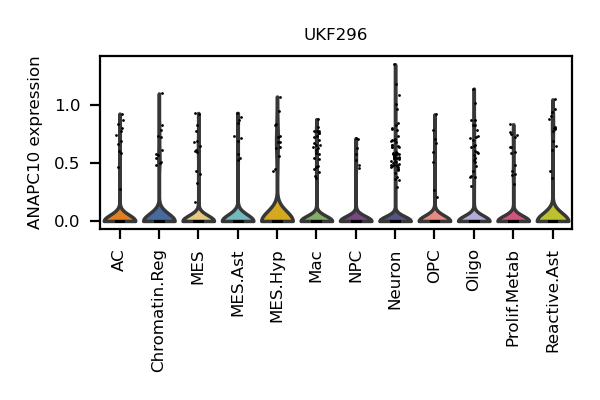 UKF296
ANAPC10 expression
1.0
0.5
0.0
AC
Chromatin.Reg
MES
MES.Ast
MES.Hyp
Mac
NPC
Neuron
OPC
Oligo
Prolif.Metab
Reactive.Ast